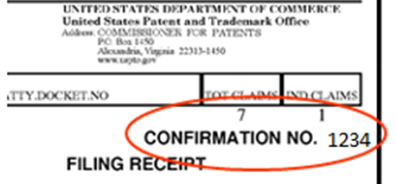 UNITED STATES DEPARTMENT OF COMMERCE
United States Patent and Trademark Office
Address: COMMISSIONER FOR PATENTS
P.O. Box 1450
Alexandria, Virginia 22313-1450
www.uspto.gov
ATTY.DOCKET.NO TOT CLAIMS IND CLAIMS
7 1
CONFIRMATION NO. 1234
FILING RECEIPT